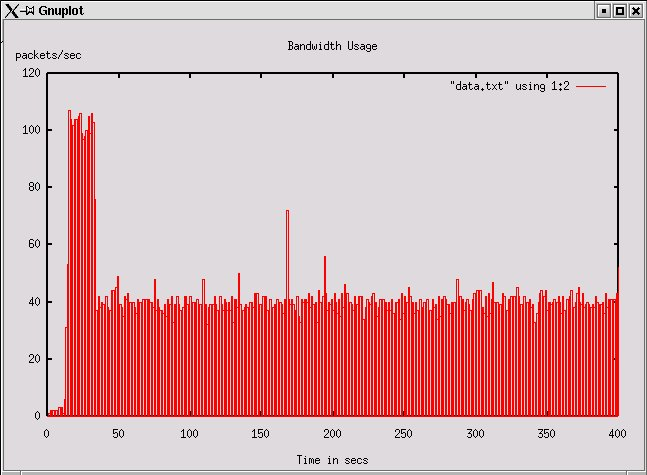 Gnuplot
Bandwidth Usage
packets/sec
"data.txt" using 1:2
120
100
80
60
40
20
0
0 50 100 150 200 250 300 350 400
Time in secs